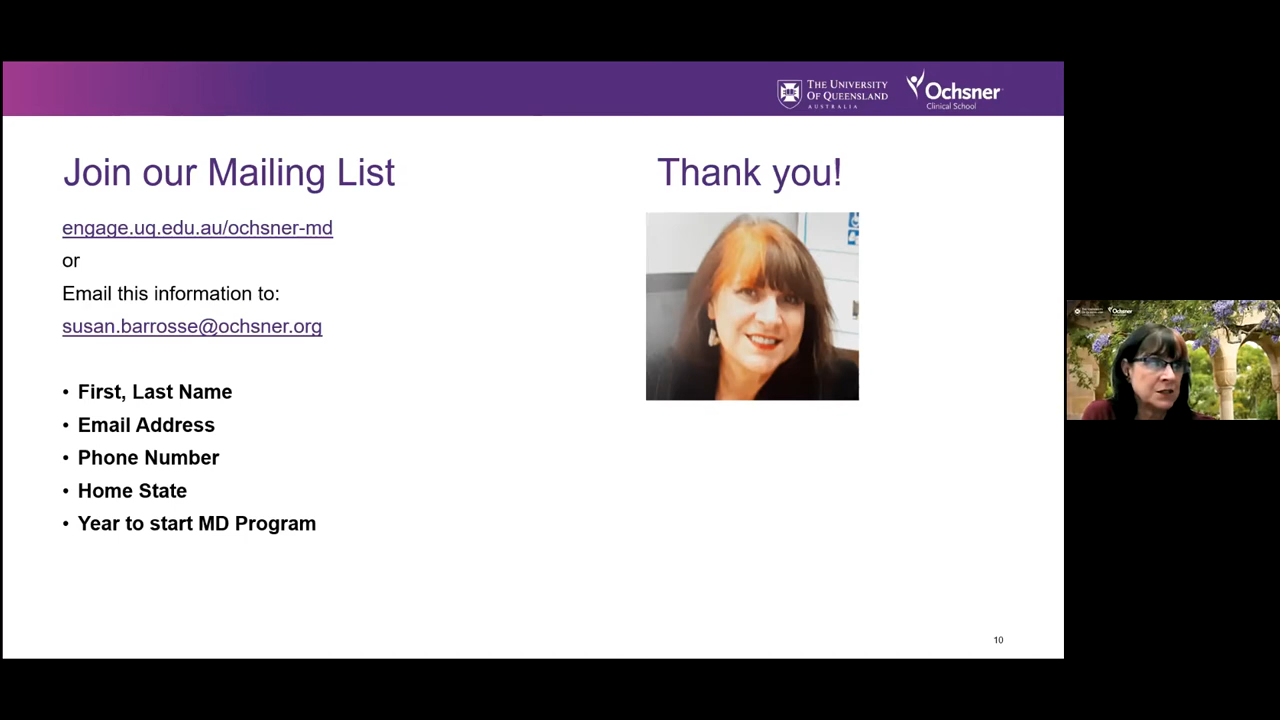 THE UNIVERSITY
OF QUEENSLAND
AUSTRALIA
Ochsner
Clinical School
Join our Mailing List
engage.uq.edu.au/ochsner-md
or
Email this information to:
susan.barrosse@ochsner.org
• First, Last Name
• Email Address
• Phone Number
• Home State
• Year to start MD Program
Thank you!
10
Ochsner